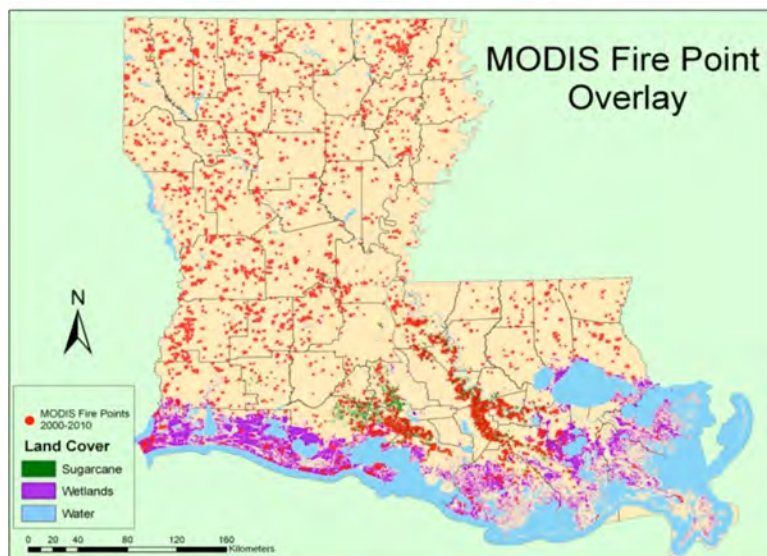 MODIS Fire Point
Overlay
N
MODIS Fire Points
2000-2010
Land Cover
Sugarcane
Wetlands
Water
0 20 40 80 120 160
Kilometers